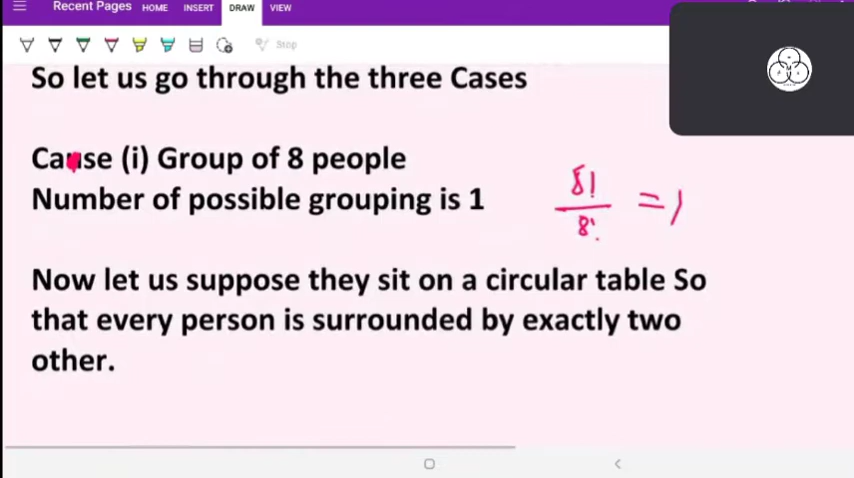 Recent Pages HOME INSERT DRAW VIEW
Stop
So let us go through the three Cases
Cause (i) Group of 8 people
Number of possible grouping is 1
8!
8!
=1
Now let us suppose they sit on a circular table So
that every person is surrounded by exactly two
other.